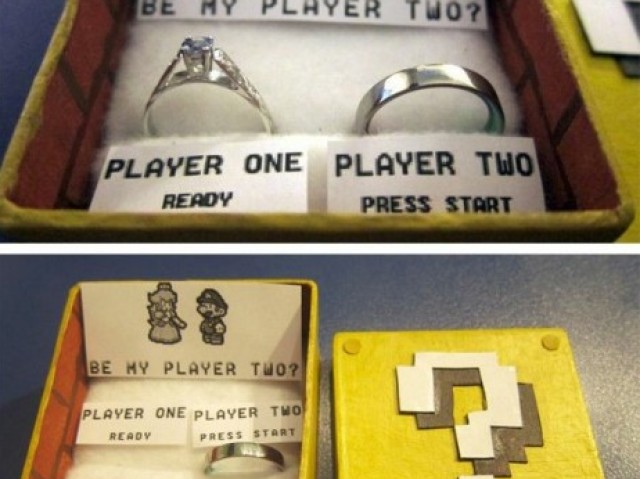 BE MY PLAYER TWO?
PLAYER ONE
READY
PLAYER TWO
PRESS START
BE MY PLAYER TWO?
PLAYER ONE
READY
PLAYER TWO
PRESS START
?